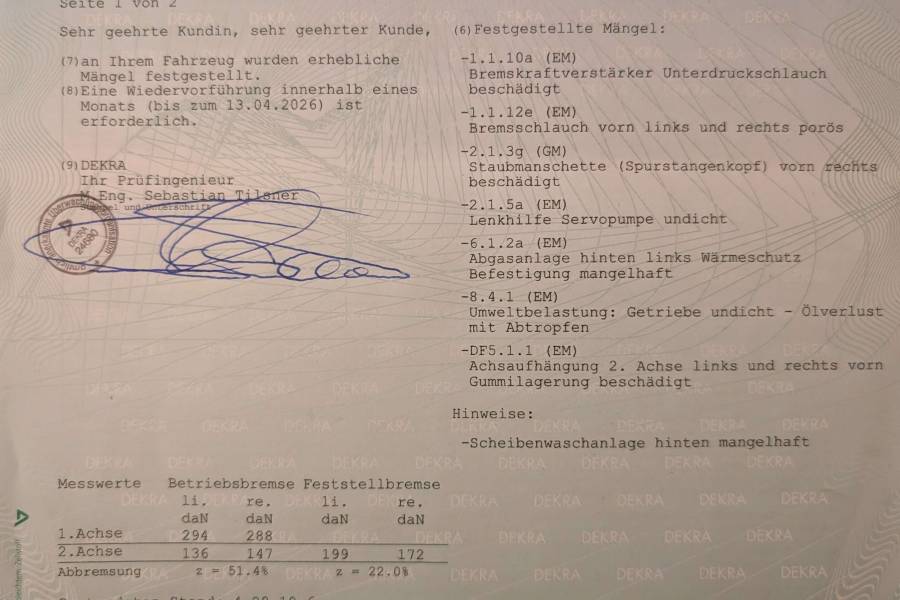 Seite 1 von 2
Sehr geehrte Kundin, sehr geehrter Kunde,
(7) an Ihrem Fahrzeug wurden erhebliche
Mängel festgestellt.
(8) Eine Wiedervorführung innerhalb eines
Monats (bis zum 13.04.2026) ist
erforderlich.
(9) DEKRA
Ihr Prüfingenieur
M.Eng. Sebastian Tilsner
Stempel und Unterschrift
DEKRA
24680
(6) Festgestellte Mängel:
-1.1.10a (EM)
Bremskraftverstärker Unterdruckschlauch
beschädigt
-1.1.12e (EM)
Bremsschlauch vorn links und rechts porös
-2.1.3g (GM)
Staubmanschette (Spurstangenkopf) vorn rechts
beschädigt
-2.1.5a (EM)
Lenkhilfe Servopumpe undicht
-6.1.2a (EM)
Abgasanlage hinten links Wärmeschutz
Befestigung mangelhaft
-8.4.1 (EM)
Umweltbelastung: Getriebe undicht - Ölverlust
mit Abtropfen
-DF5.1.1 (EM)
Achsaufhängung 2. Achse links und rechts vorn
Gummilagerung beschädigt
Hinweise:
-Scheibenwaschanlage hinten mangelhaft
Messwerte Betriebsbremse Feststellbremse
li. re. li. re.
daN daN daN daN
1.Achse 294 288
2.Achse 136 147 199 172
Abbremsung z = 51.4% z = 22.0%